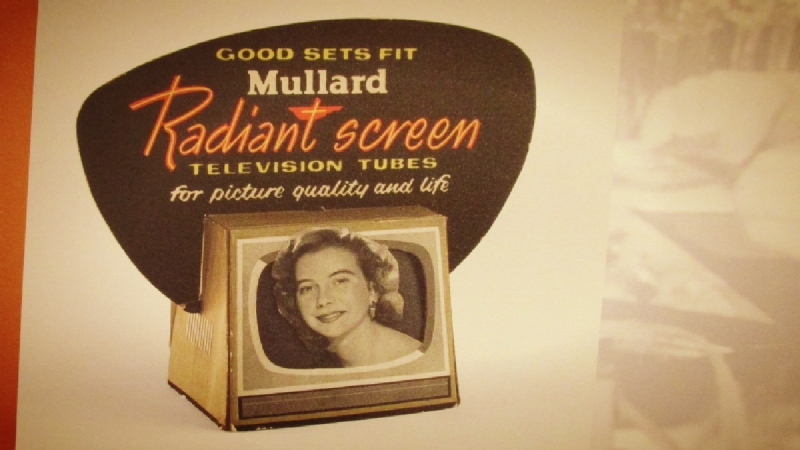 GOOD SETS FIT
Mullard
Radiant screen
TELEVISION TUBES
for picture quality and life